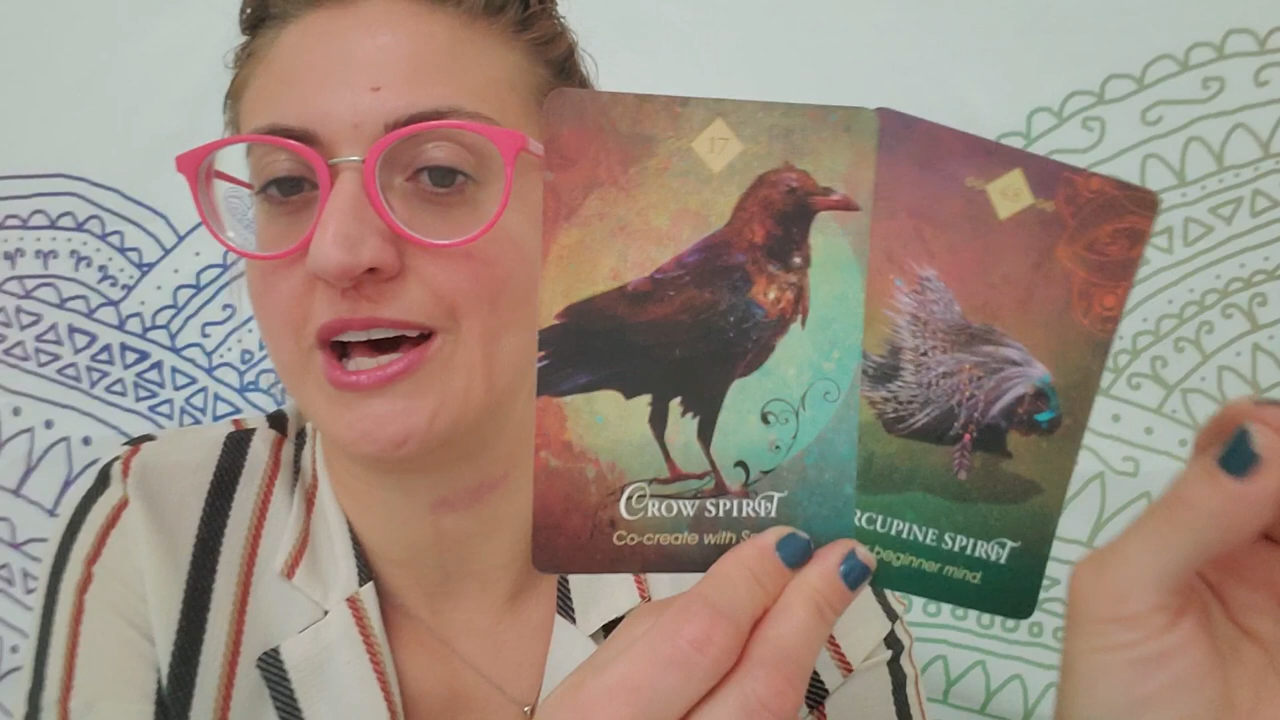 17
CROW SPIRIT
Co-create with
RCUPINE SPIRIT
beginner mind.